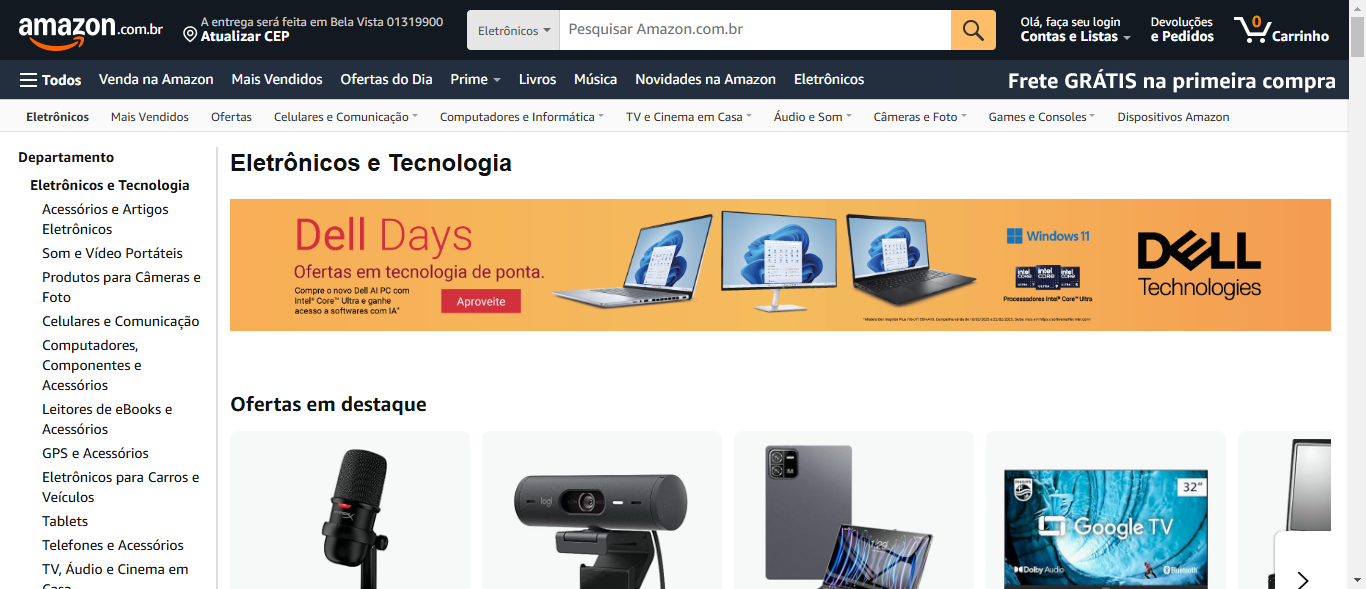 amazon.com.br
A entrega será feita em Bela Vista 01319900
Atualizar CEP
Eletrônicos
Pesquisar Amazon.com.br
Olá, faça seu login
Contas e Listas
Devoluções
e Pedidos
0
Carrinho
Todos
Venda na Amazon
Mais Vendidos
Ofertas do Dia
Prime
Livros
Música
Novidades na Amazon
Eletrônicos
Frete GRÁTIS na primeira compra
Eletrônicos
Mais Vendidos
Ofertas
Celulares e Comunicação
Computadores e Informática
TV e Cinema em Casa
Áudio e Som
Câmeras e Foto
Games e Consoles
Dispositivos Amazon
Departamento
Eletrônicos e Tecnologia
Acessórios e Artigos
Eletrônicos
Som e Vídeo Portáteis
Produtos para Câmeras e
Foto
Celulares e Comunicação
Computadores,
Componentes e
Acessórios
Leitores de eBooks e
Acessórios
GPS e Acessórios
Eletrônicos para Carros e
Veículos
Tablets
Telefones e Acessórios
TV, Áudio e Cinema em
Casa
Eletrônicos e Tecnologia
Dell Days
Ofertas em tecnologia de ponta.
Compre o novo Dell AI PC com
Intel® Core™ Ultra e ganhe
acesso a softwares com IA*
Aproveite
Windows 11
Processadores Intel® Core™ Ultra
DELL
Technologies
Ofertas em destaque
logi
PHILIPS
32"
Google TV
Dolby Audio
Bluetooth